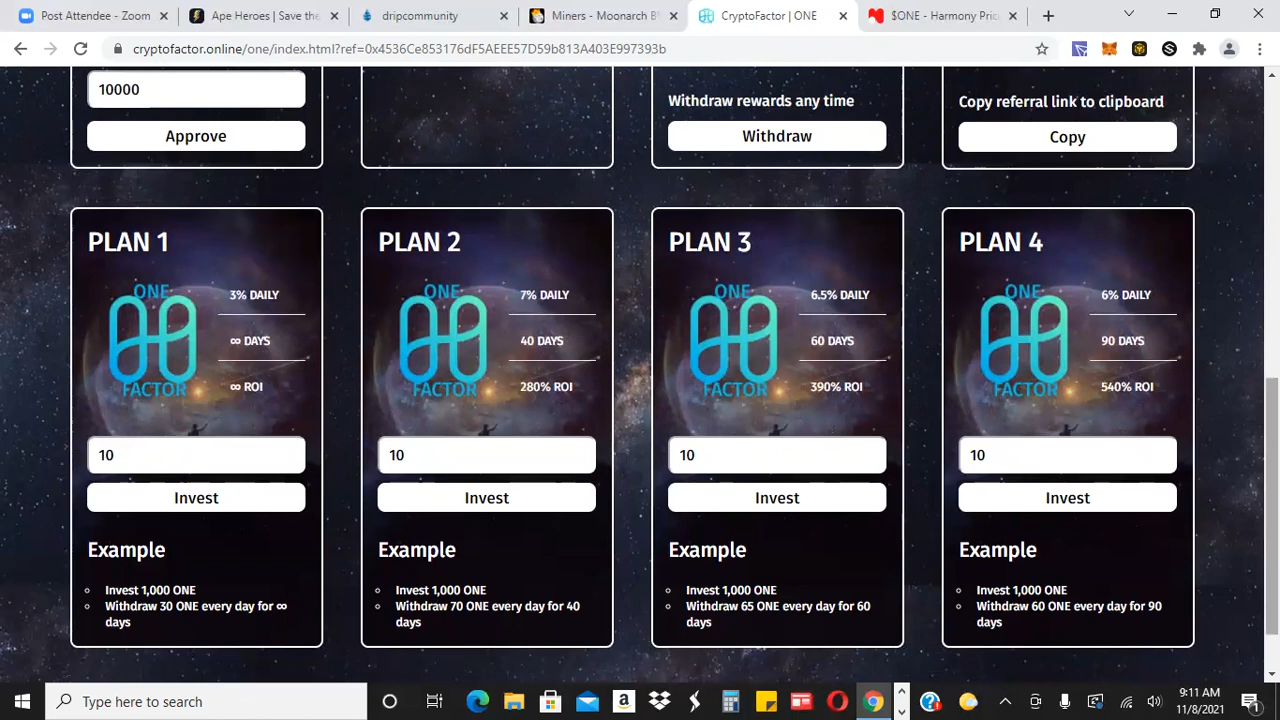 Post Attendee - Zoom
Ape Heroes | Save the
dripcommunity
Miners - Moonarch B
CryptoFactor | ONE
$ONE - Harmony Pric
cryptofactor.online/one/index.html?ref=0x4536Ce853176dF5AEEE57D59b813A403E997393b
10000
Approve
Withdraw rewards any time
Withdraw
Copy referral link to clipboard
Copy
PLAN 1
ONE
FACTOR
3% DAILY
∞ DAYS
∞ ROI
10
Invest
Example
Invest 1,000 ONE
Withdraw 30 ONE every day for ∞
days
PLAN 2
ONE
FACTOR
7% DAILY
40 DAYS
280% ROI
10
Invest
Example
Invest 1,000 ONE
Withdraw 70 ONE every day for 40
days
PLAN 3
ONE
FACTOR
6.5% DAILY
60 DAYS
390% ROI
10
Invest
Example
Invest 1,000 ONE
Withdraw 65 ONE every day for 60
days
PLAN 4
ONE
FACTOR
6% DAILY
90 DAYS
540% ROI
10
Invest
Example
Invest 1,000 ONE
Withdraw 60 ONE every day for 90
days
Type here to search
9:11 AM
11/8/2021
1